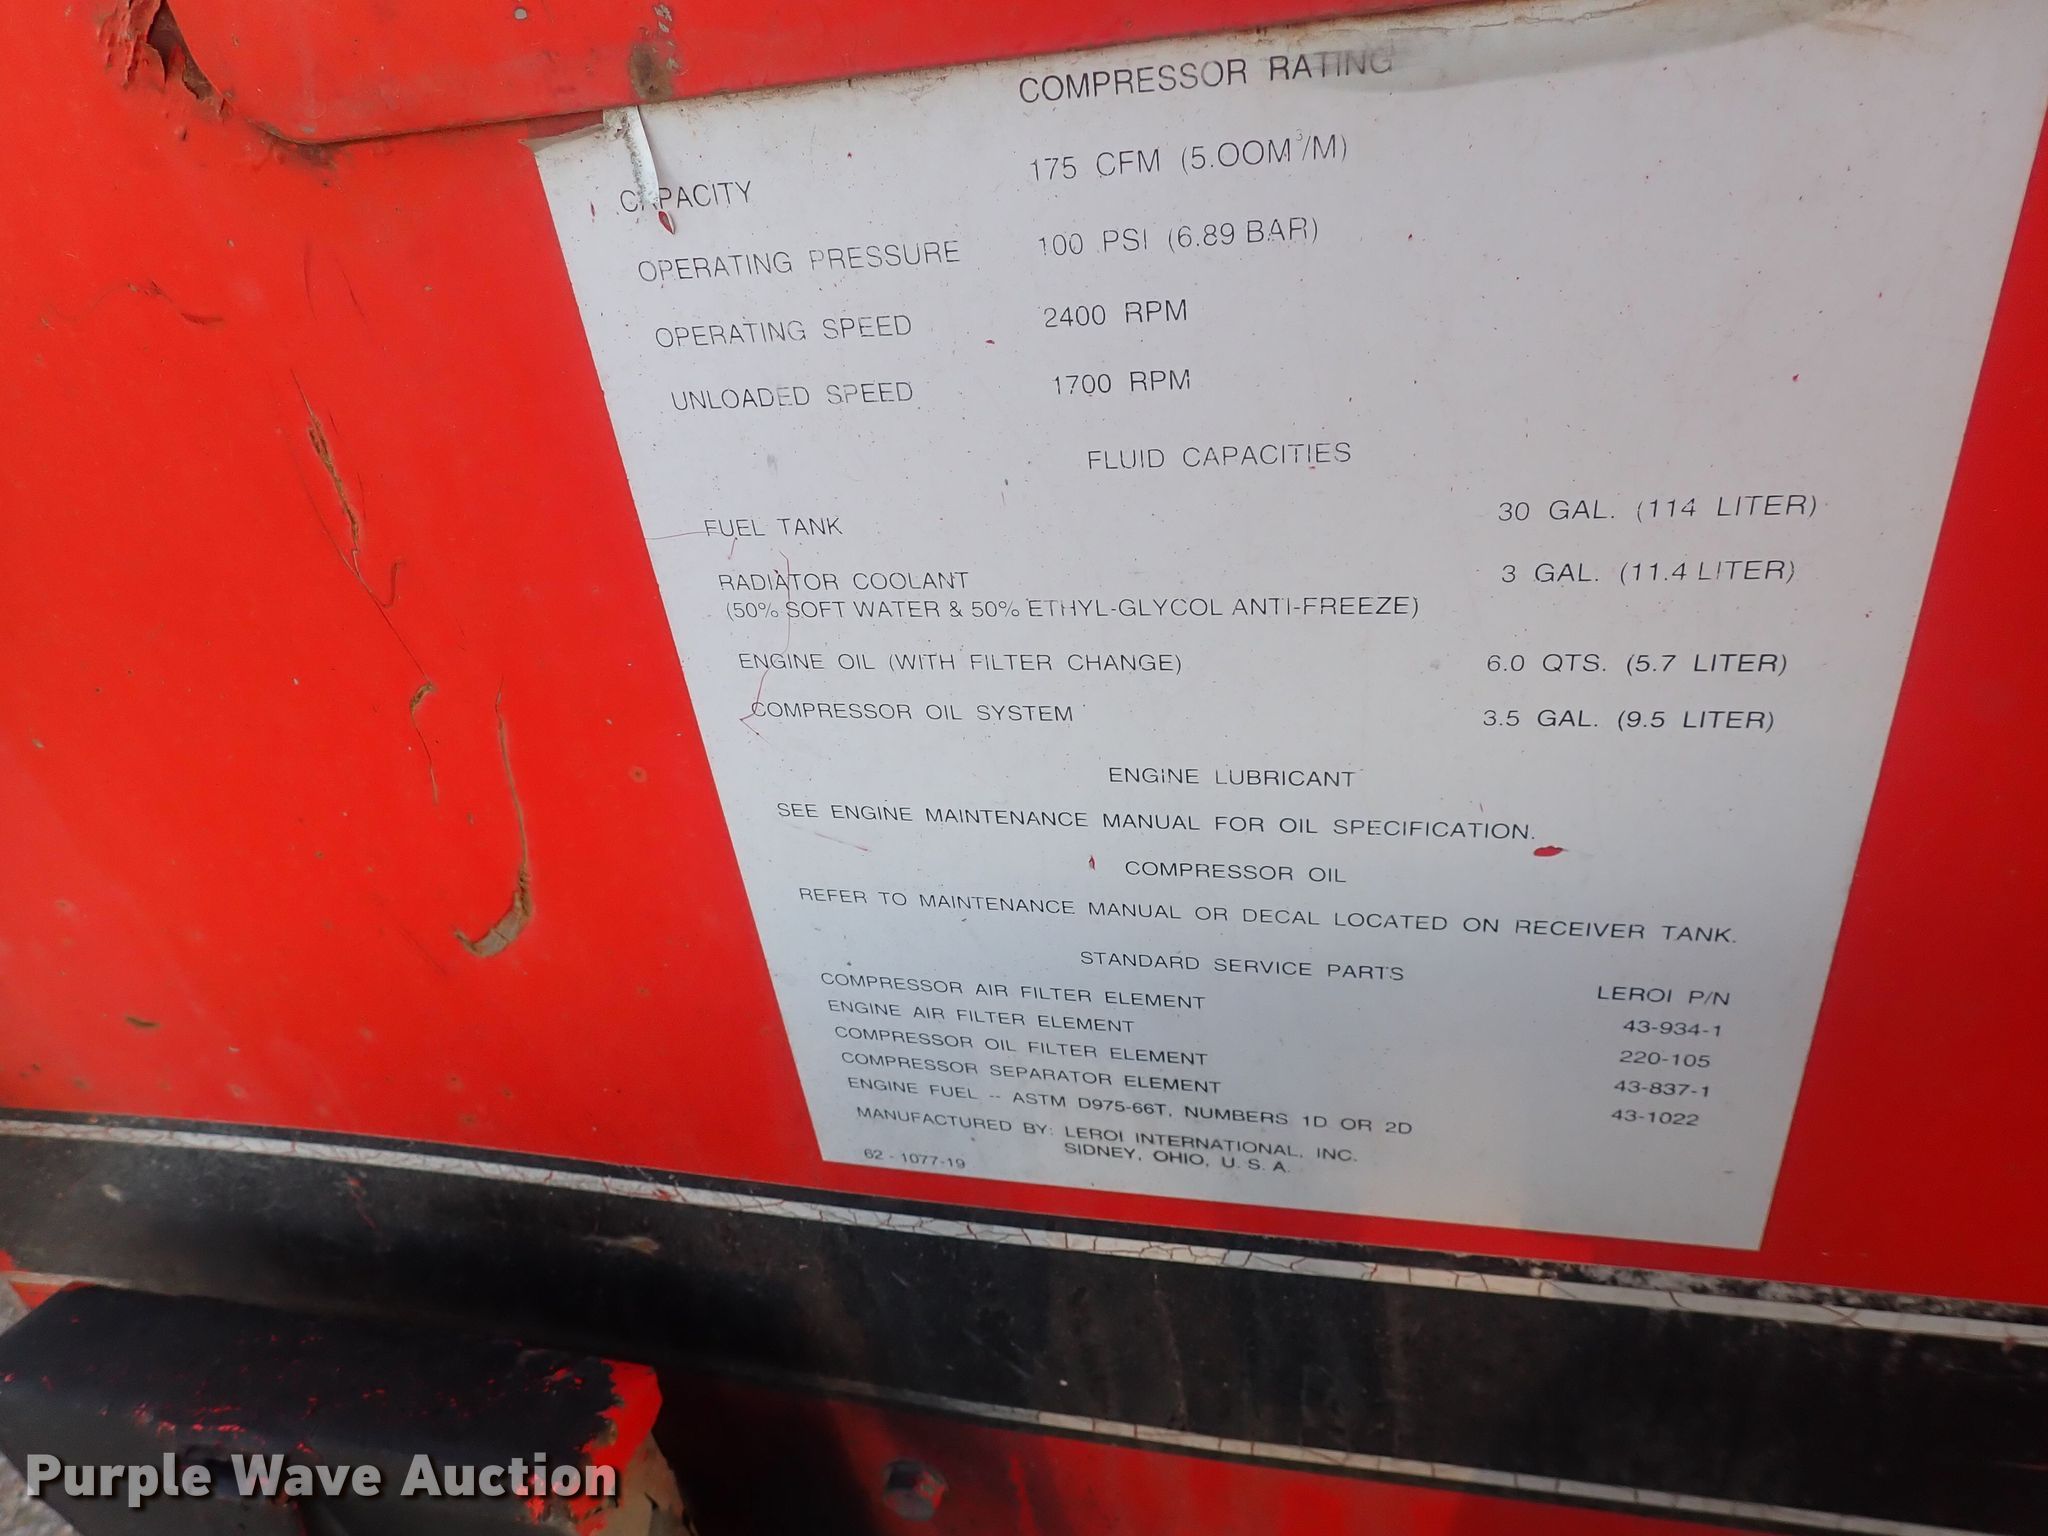 COMPRESSOR RATING
CAPACITY 175 CFM (5.00M³/M)
OPERATING PRESSURE 100 PSI (6.89 BAR)
OPERATING SPEED 2400 RPM
UNLOADED SPEED 1700 RPM
FLUID CAPACITIES
FUEL TANK 30 GAL. (114 LITER)
RADIATOR COOLANT 3 GAL. (11.4 LITER)
(50% SOFT WATER & 50% ETHYL-GLYCOL ANTI-FREEZE)
ENGINE OIL (WITH FILTER CHANGE) 6.0 QTS. (5.7 LITER)
COMPRESSOR OIL SYSTEM 3.5 GAL. (9.5 LITER)
ENGINE LUBRICANT
SEE ENGINE MAINTENANCE MANUAL FOR OIL SPECIFICATION.
COMPRESSOR OIL
REFER TO MAINTENANCE MANUAL OR DECAL LOCATED ON RECEIVER TANK.
STANDARD SERVICE PARTS LEROI P/N
COMPRESSOR AIR FILTER ELEMENT 43-934-1
ENGINE AIR FILTER ELEMENT 220-105
COMPRESSOR OIL FILTER ELEMENT 43-837-1
COMPRESSOR SEPARATOR ELEMENT 43-1022
ENGINE FUEL -- ASTM D975-66T, NUMBERS 1D OR 2D
MANUFACTURED BY: LEROI INTERNATIONAL, INC.
SIDNEY, OHIO, U. S. A.
62 - 1077-19
Purple Wave Auction